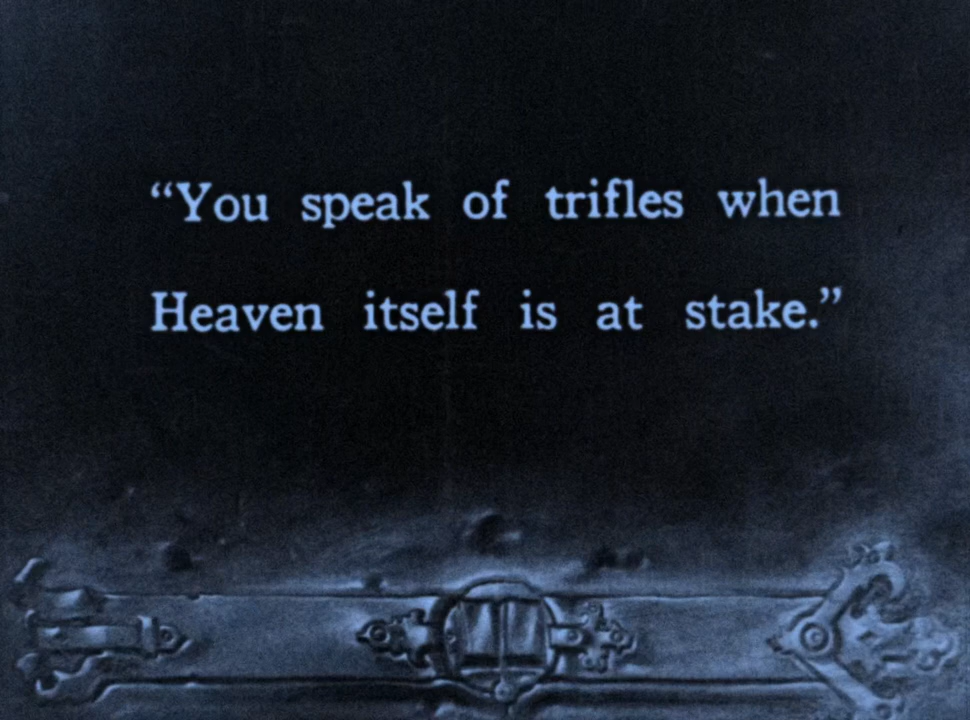 “You speak of trifles when
Heaven itself is at stake.”